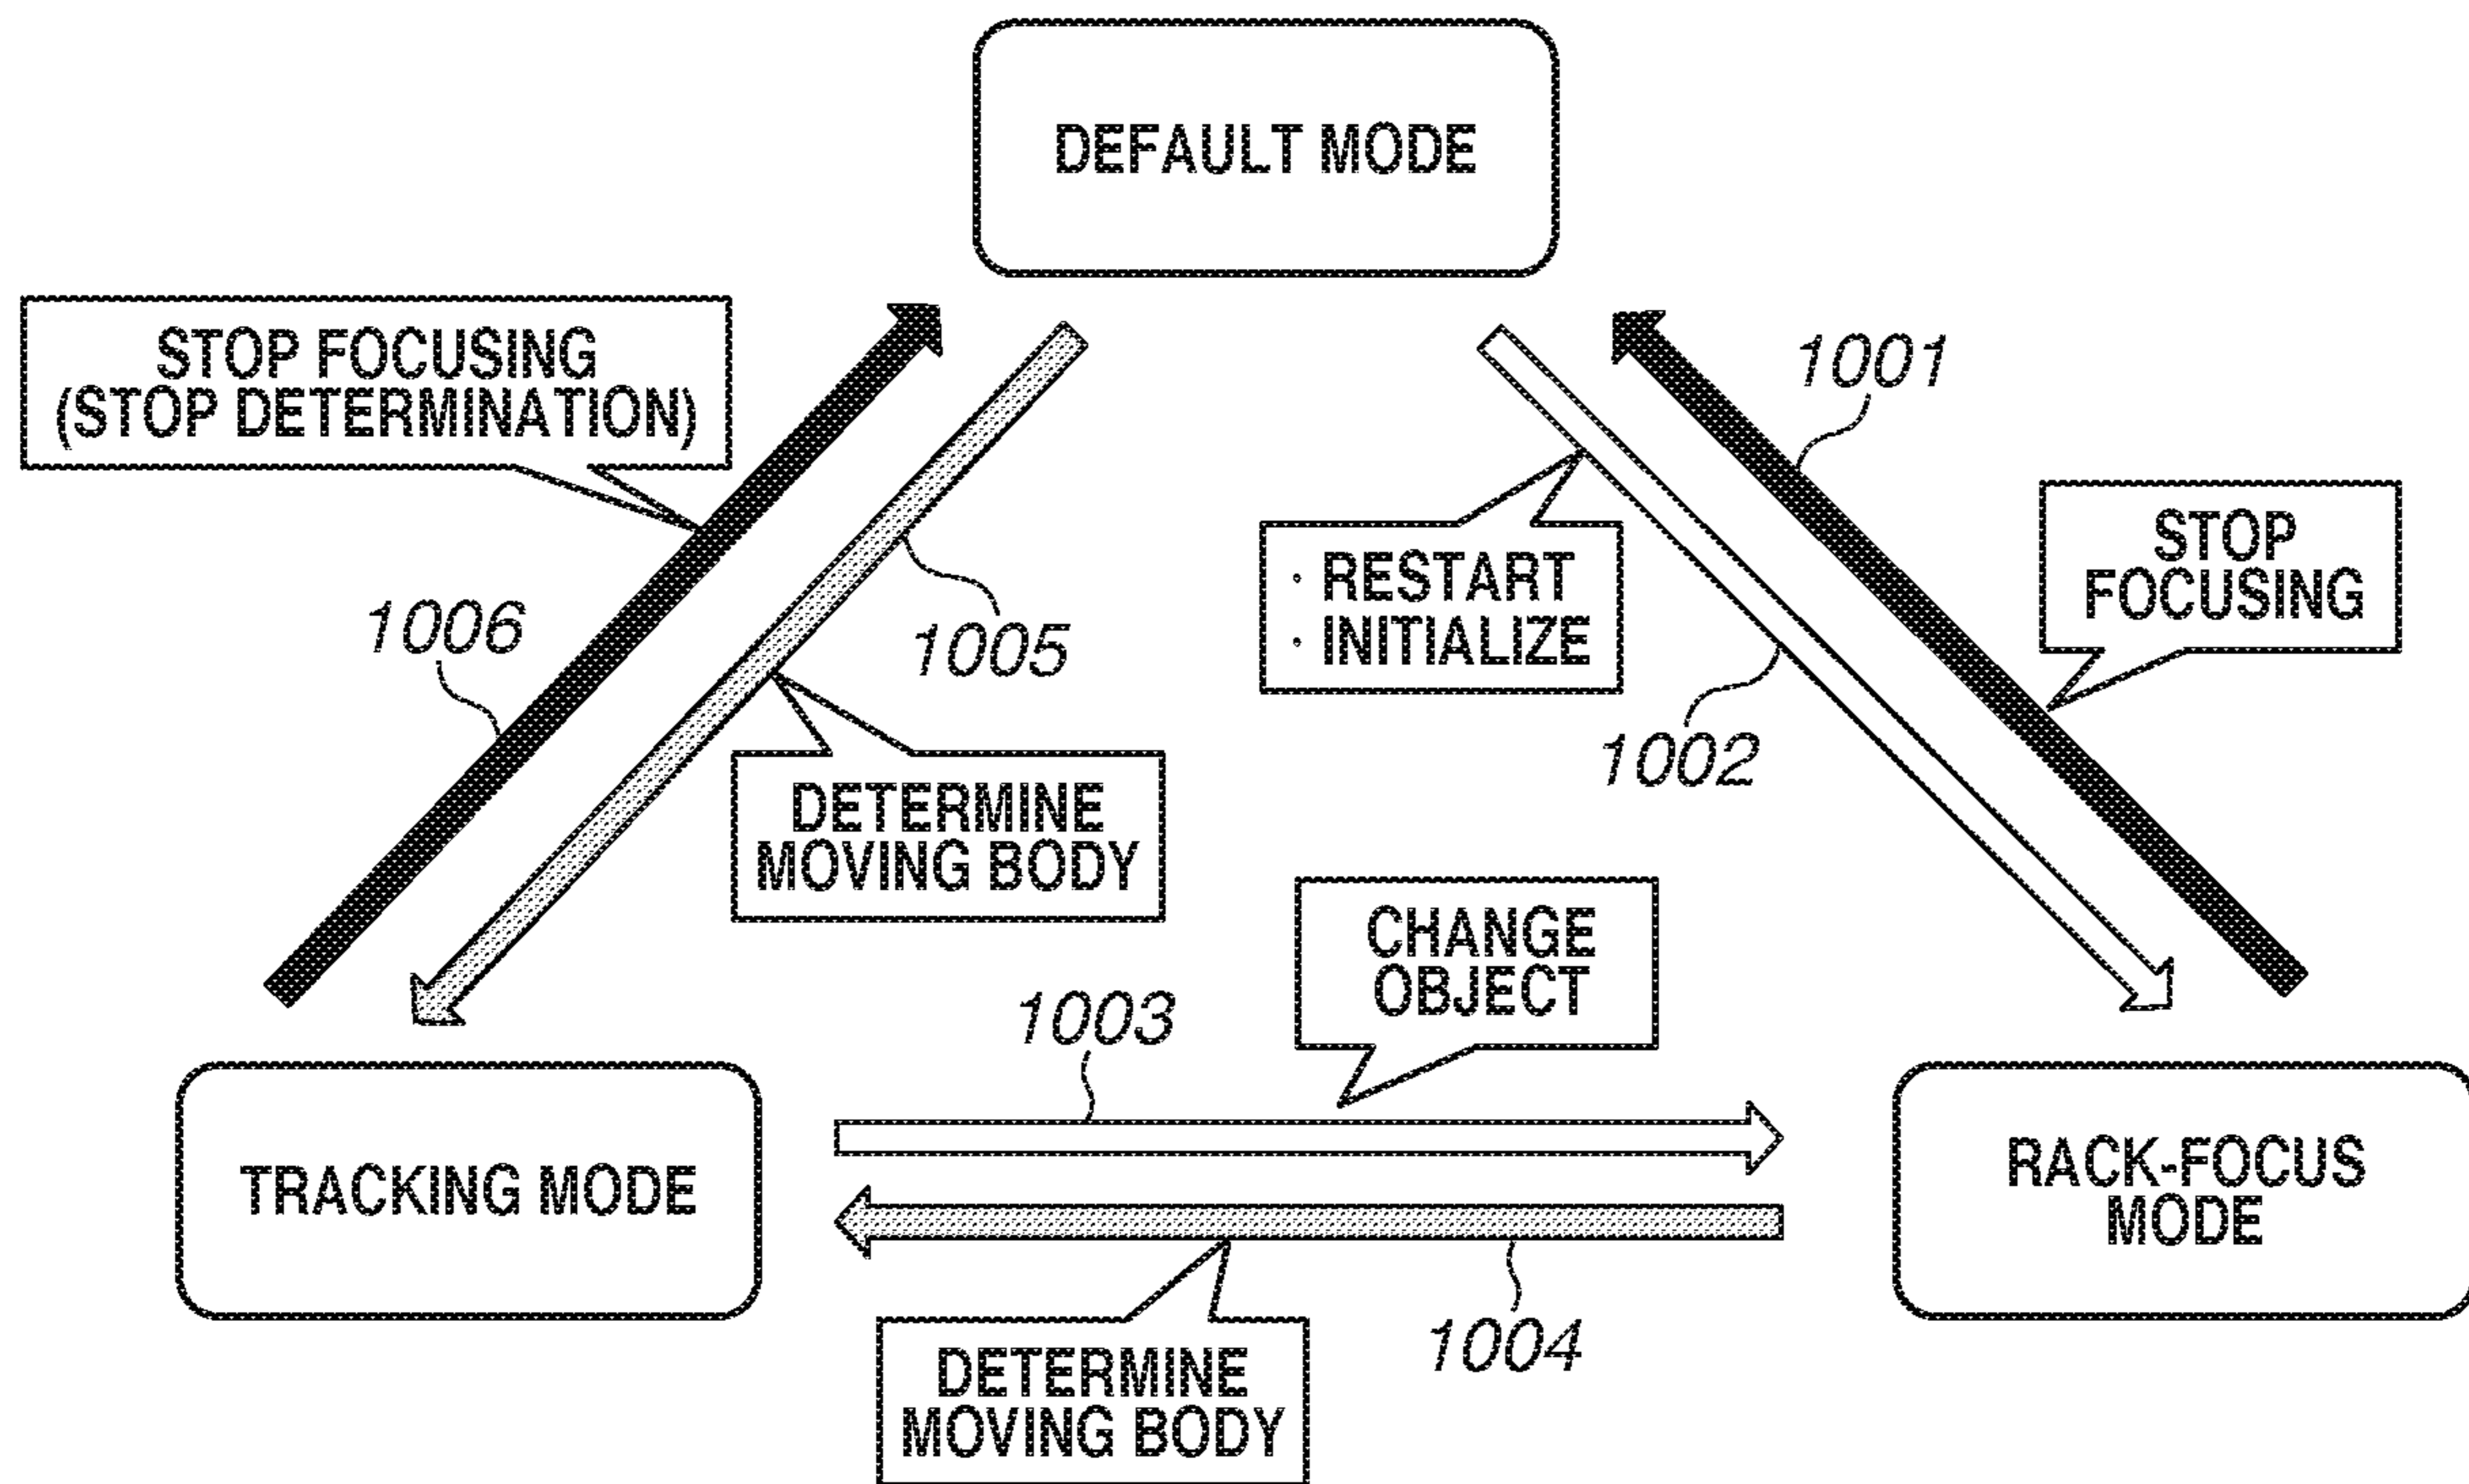 DEFAULT MODE
STOP FOCUSING
(STOP DETERMINATION)
1001
1006
1005
· RESTART
· INITIALIZE
STOP
FOCUSING
1002
DETERMINE
MOVING BODY
CHANGE
OBJECT
1003
TRACKING MODE
RACK-FOCUS
MODE
1004
DETERMINE
MOVING BODY